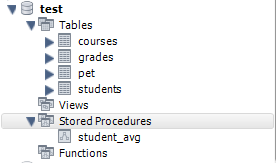 test
Tables
courses
grades
pet
students
Views
Stored Procedures
student_avg
Functions